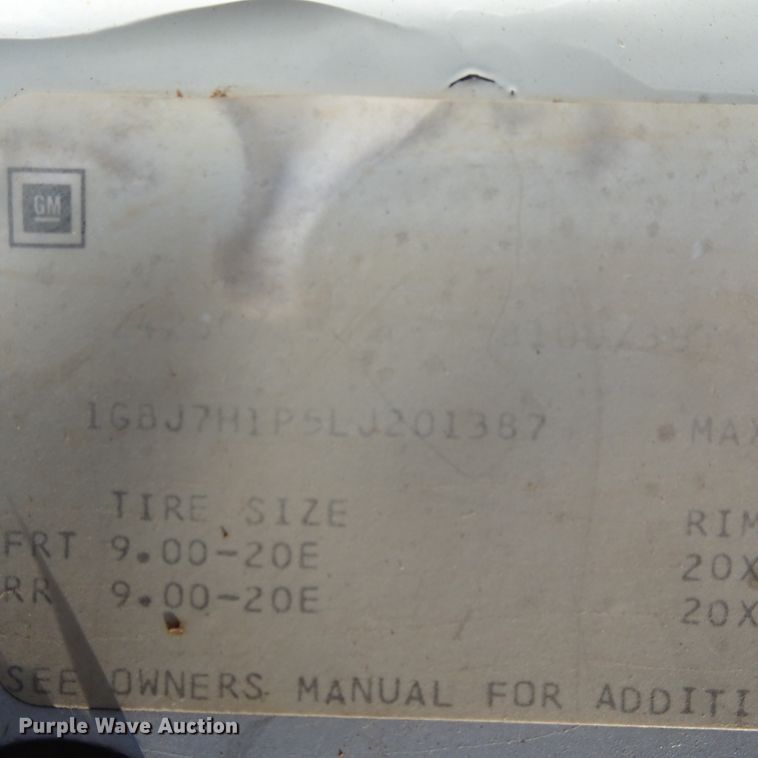 GM
1GBJ7H1P5LJ201387
MAX
TIRE SIZE
RIM
FRT 9.00-20E
20X
RR 9.00-20E
20X
SEE OWNERS MANUAL FOR ADDITI
Purple Wave Auction